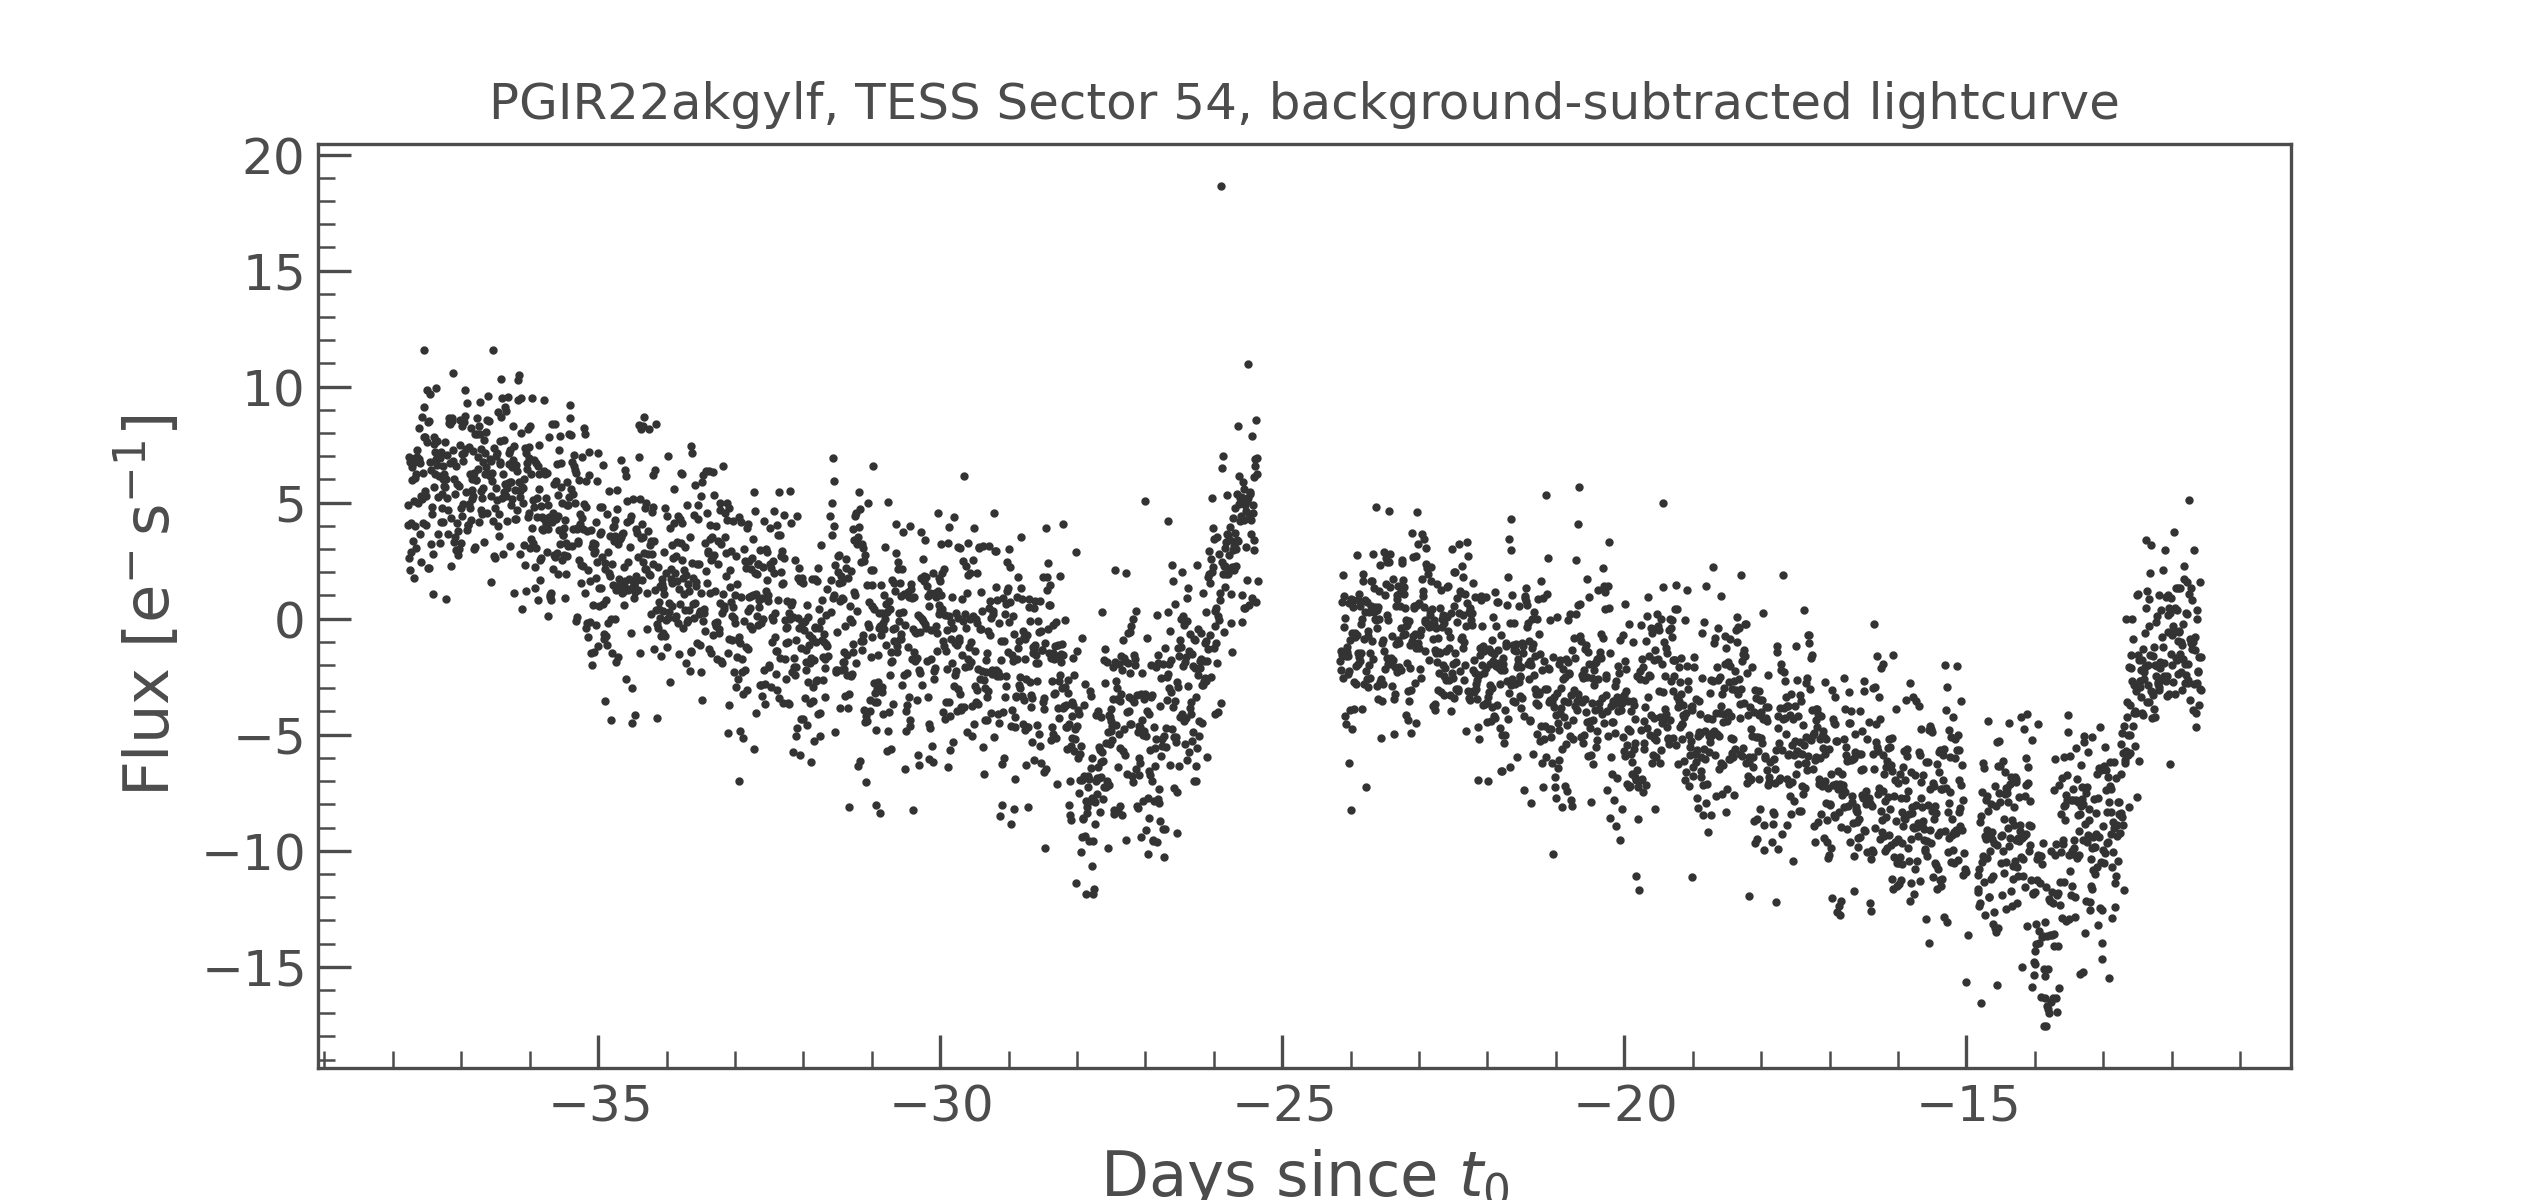 PGIR22akgylf, TESS Sector 54, background-subtracted lightcurve
20
15
10
5
0
−5
−10
−15
Flux [e⁻ s⁻¹]
−35 −30 −25 −20 −15
Days since t₀